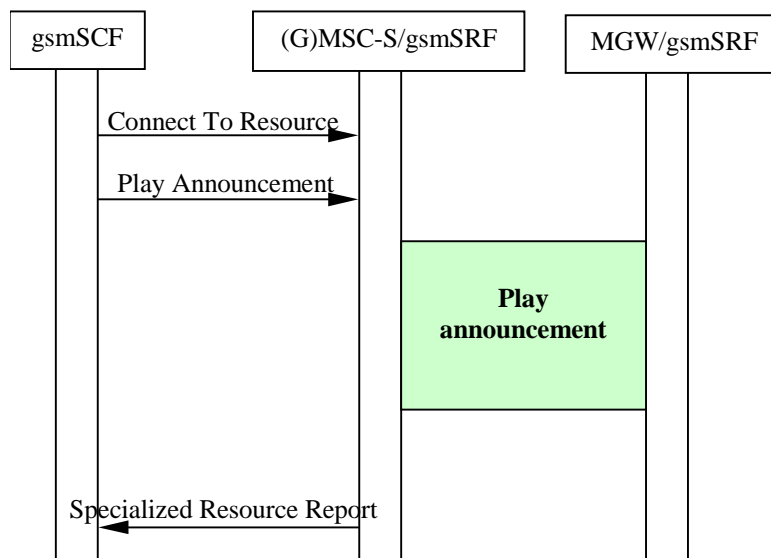 gsmSCF
(G)MSC-S/gsmSRF
MGW/gsmSRF
Connect To Resource
Play Announcement
Play
announcement
Specialized Resource Report